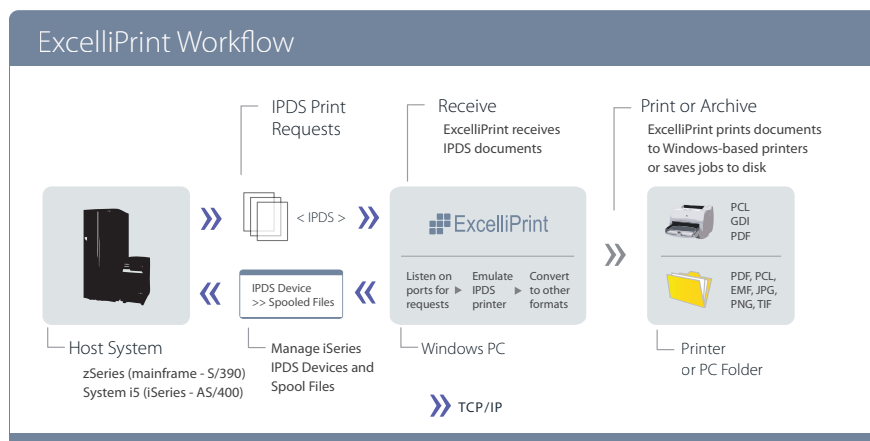 ExcelliPrint Workflow
IPDS Print
Requests
Receive
ExcelliPrint receives
IPDS documents
Print or Archive
ExcelliPrint prints documents
to Windows-based printers
or saves jobs to disk
< IPDS >
ExcelliPrint
PCL
GDI
PDF
IPDS Device
>> Spooled Files
Listen on
ports for
requests
Emulate
IPDS
printer
Convert
to other
formats
PDF, PCL,
EMF, JPG,
PNG, TIF
Host System
zSeries (mainframe - S/390)
System i5 (iSeries - AS/400)
Manage iSeries
IPDS Devices and
Spool Files
Windows PC
Printer
or PC Folder
TCP/IP